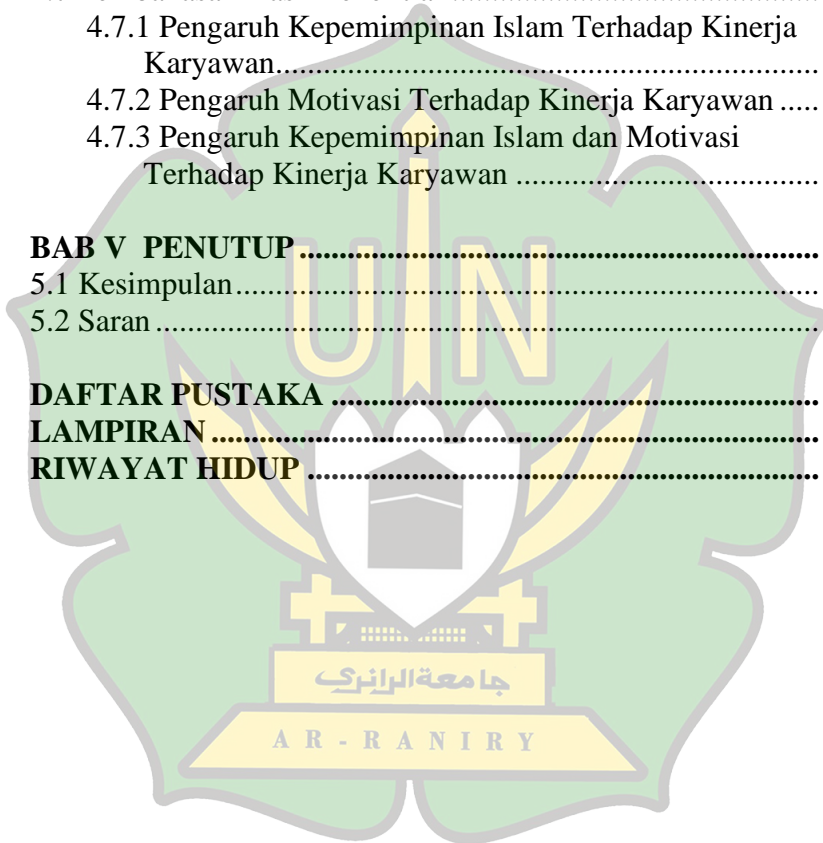 4.7.1 Pengaruh Kepemimpinan Islam Terhadap Kinerja
Karyawan...........................................................
4.7.2 Pengaruh Motivasi Terhadap Kinerja Karyawan .....
4.7.3 Pengaruh Kepemimpinan Islam dan Motivasi
Terhadap Kinerja Karyawan .................................
BAB V PENUTUP ...............................................................
5.1 Kesimpulan.......................................................................
5.2 Saran .................................................................................
DAFTAR PUSTAKA ...........................................................
LAMPIRAN..........................................................................
RIWAYAT HIDUP ..............................................................
UIN
جامعةالرانري
AR-RANIRY